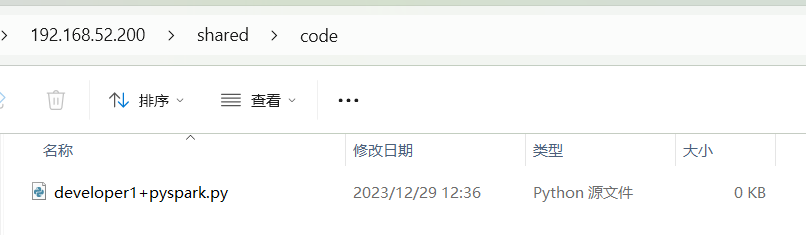 192.168.52.200 shared code
排序 查看
名称 修改日期 类型 大小
developer1+pyspark.py 2023/12/29 12:36 Python 源文件 0 KB